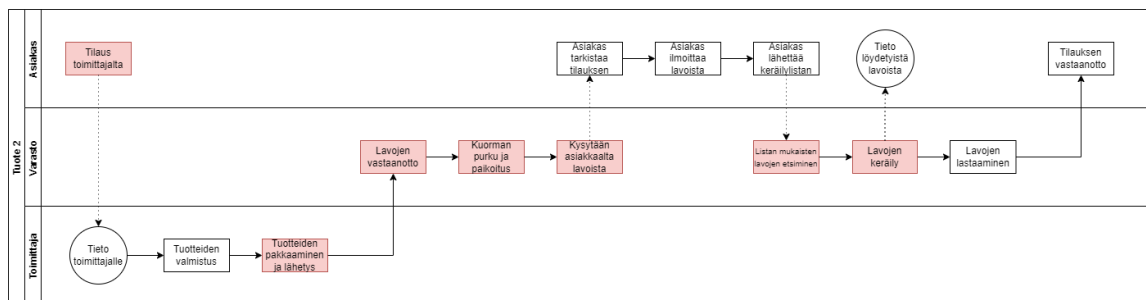 Tuote 2
Asiakas
Tilaus
toimittajalta
Asiakas
tarkistaa
tilauksen
Asiakas
ilmoittaa
lavoista
Asiakas
lähettää
keräilylistan
Tieto
löydetyistä
lavoista
Tilauksen
vastaanotto
Varasto
Lavojen
vastaanotto
Kuorman
purku ja
paikoitus
Kysytään
asiakkaalta
lavoista
Listan mukaisten
lavojen etsiminen
Lavojen
keräily
Lavojen
lastaaminen
Toimittaja
Tieto
toimittajalle
Tuotteiden
valmistus
Tuotteiden
pakkaaminen
ja lähetys